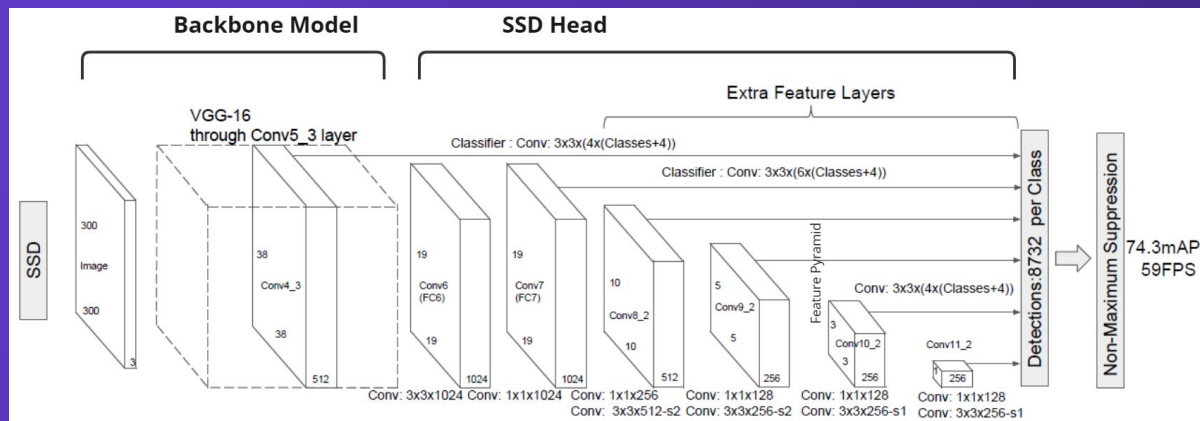 Backbone Model
SSD Head
Extra Feature Layers
VGG-16
through Conv5_3 layer
Classifier : Conv: 3x3x(4x(Classes+4))
Classifier : Conv: 3x3x(6x(Classes+4))
SSD
300
Image
300
3
38
Conv4_3
38
512
19
Conv6
(FC6)
19
1024
19
Conv7
(FC7)
19
1024
10
Conv8_2
10
512
5
Conv9_2
5
256
Feature Pyramid
Conv: 3x3x(4x(Classes+4))
3
Conv10_2
3
256
Conv11_2
1
256
Detections:8732 per Class
Non-Maximum Suppression
74.3mAP
59FPS
Conv: 3x3x1024
Conv: 1x1x1024
Conv: 1x1x256
Conv: 3x3x512-s2
Conv: 1x1x128
Conv: 3x3x256-s2
Conv: 1x1x128
Conv: 3x3x256-s1
Conv: 1x1x128
Conv: 3x3x256-s1